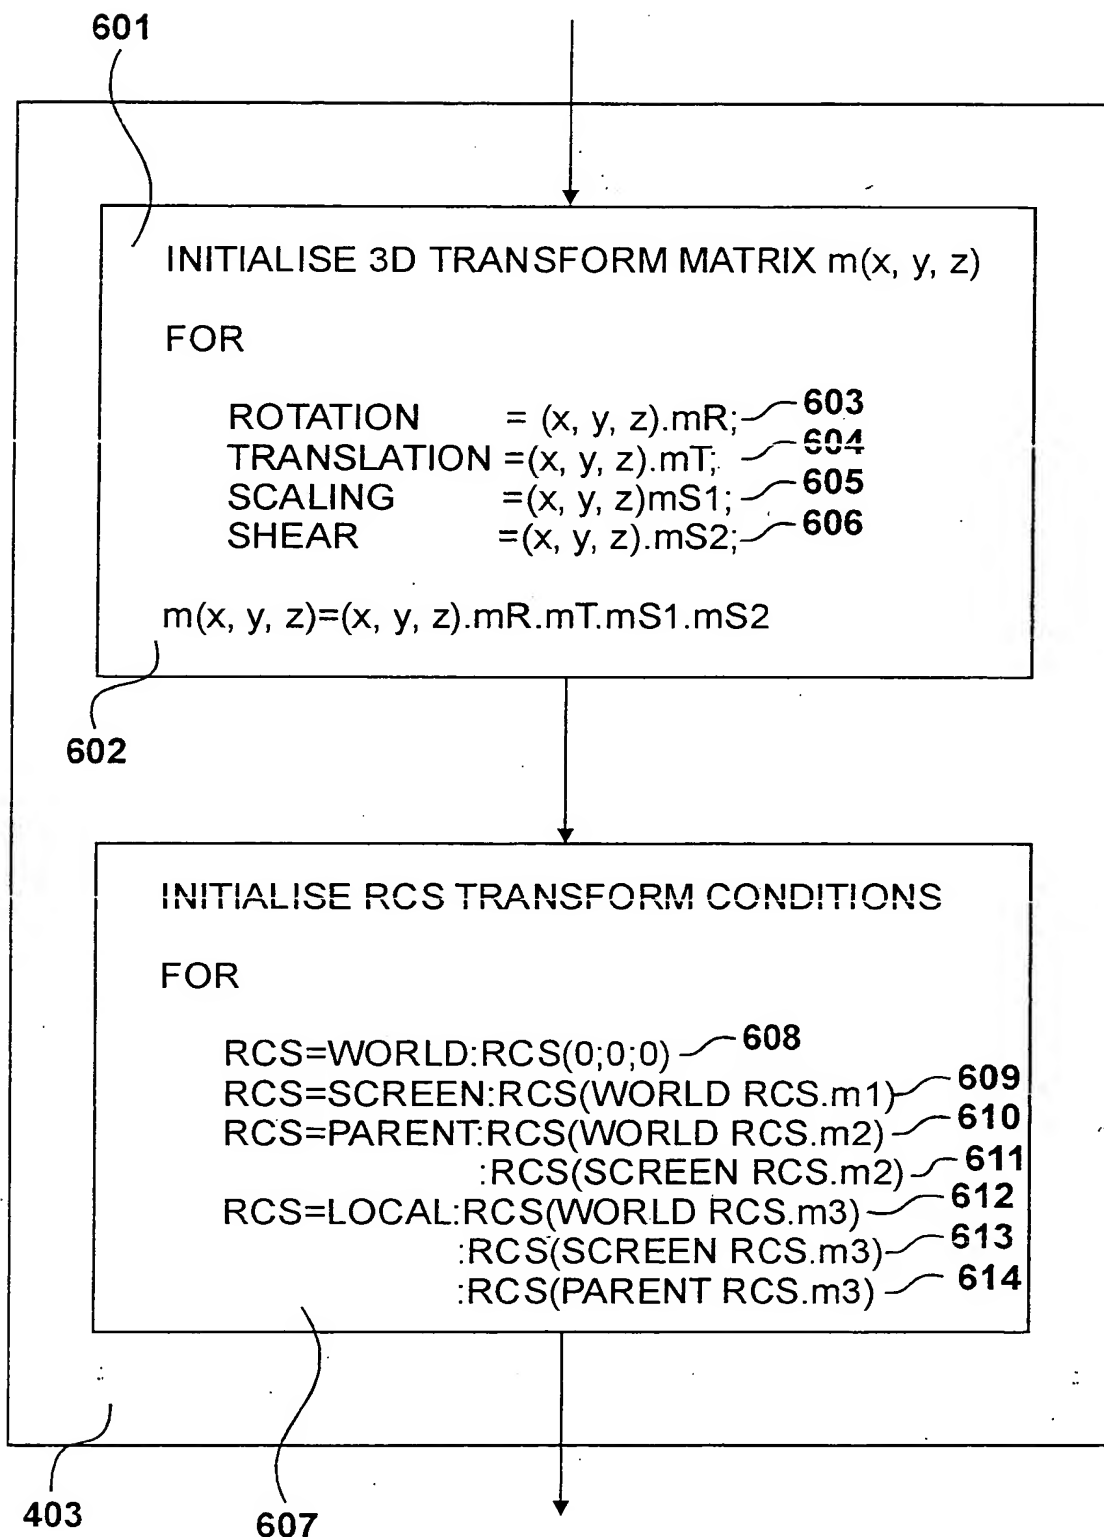 601
INITIALISE 3D TRANSFORM MATRIX m(x, y, z)
FOR
ROTATION = (x, y, z).mR; 603
TRANSLATION =(x, y, z).mT; 604
SCALING =(x, y, z)mS1; 605
SHEAR =(x, y, z).mS2; 606
m(x, y, z)=(x, y, z).mR.mT.mS1.mS2
602
INITIALISE RCS TRANSFORM CONDITIONS
FOR
RCS=WORLD:RCS(0;0;0) 608
RCS=SCREEN:RCS(WORLD RCS.m1) 609
RCS=PARENT:RCS(WORLD RCS.m2) 610
:RCS(SCREEN RCS.m2) 611
RCS=LOCAL:RCS(WORLD RCS.m3) 612
:RCS(SCREEN RCS.m3) 613
:RCS(PARENT RCS.m3) 614
403
607